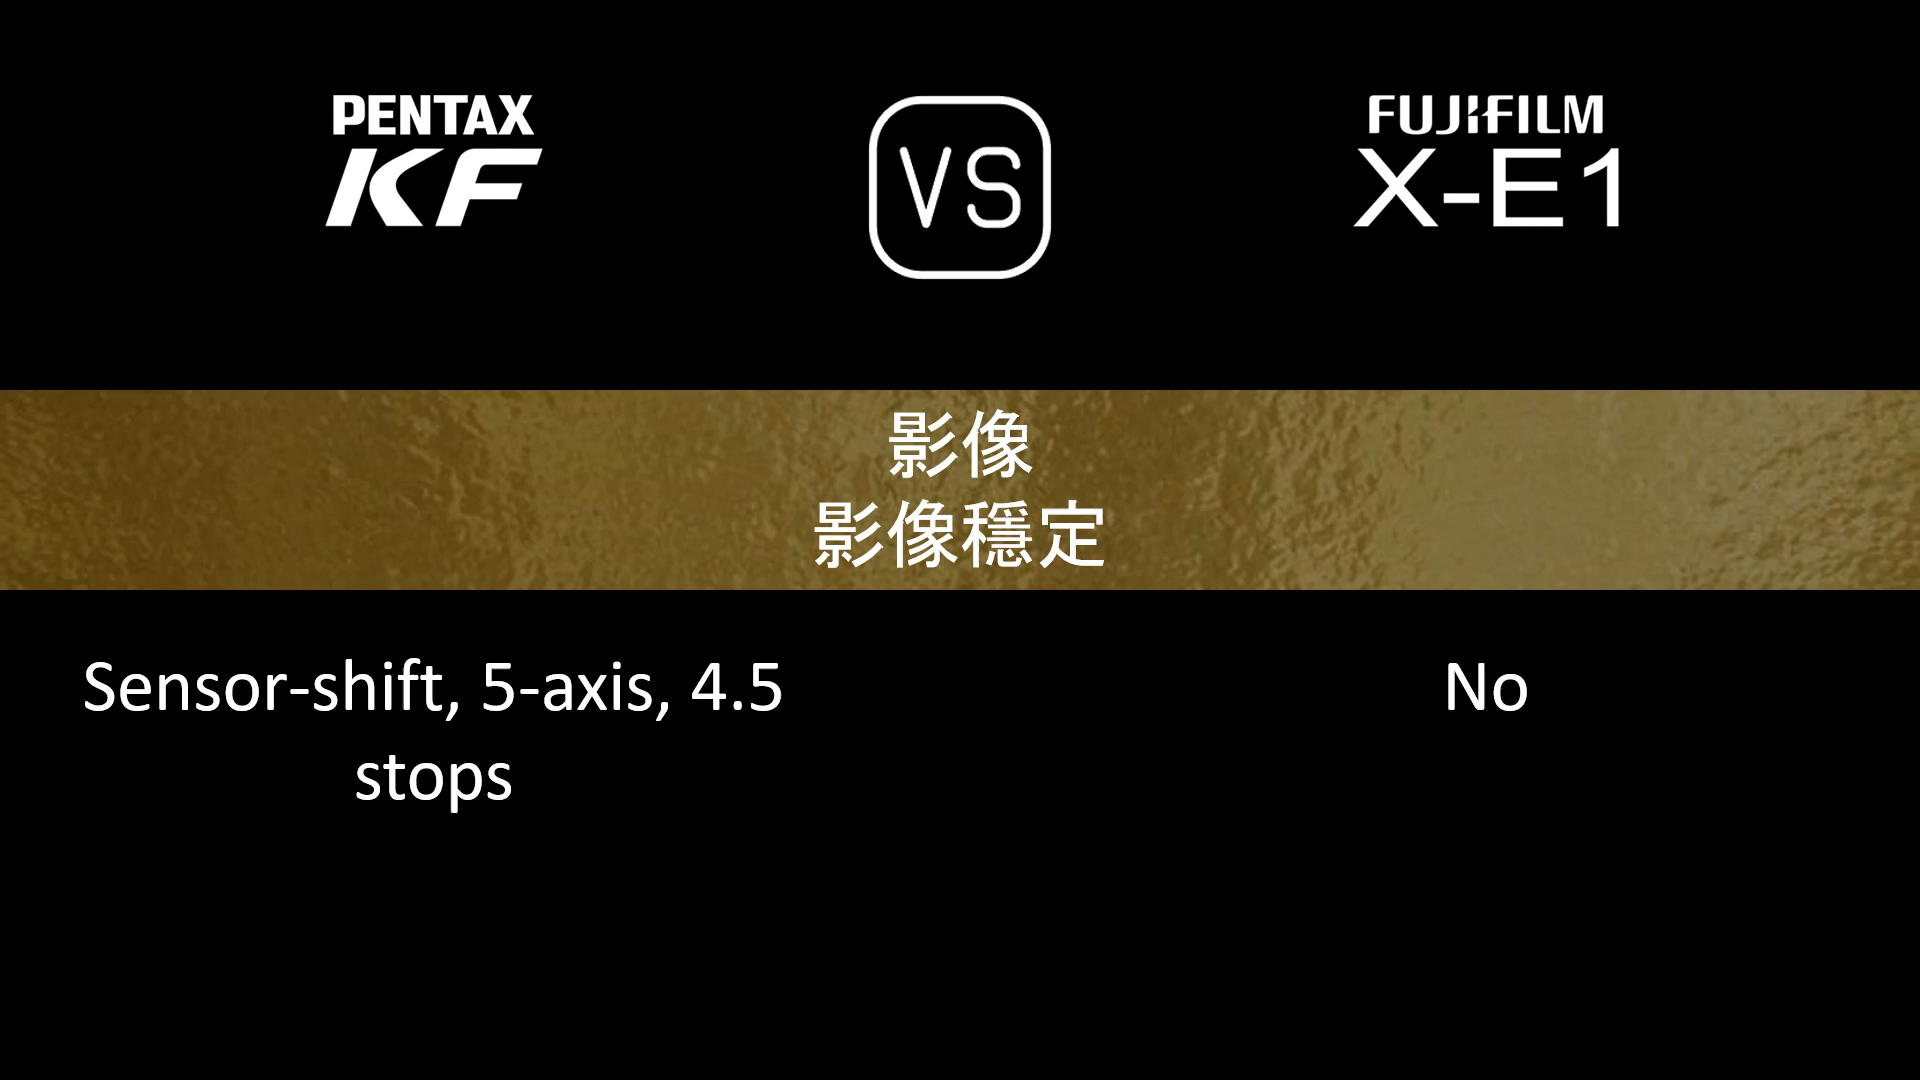 PENTAX
KF
VS
FUJIFILM
X-E1
影像
影像穩定
Sensor-shift, 5-axis, 4.5
stops
No